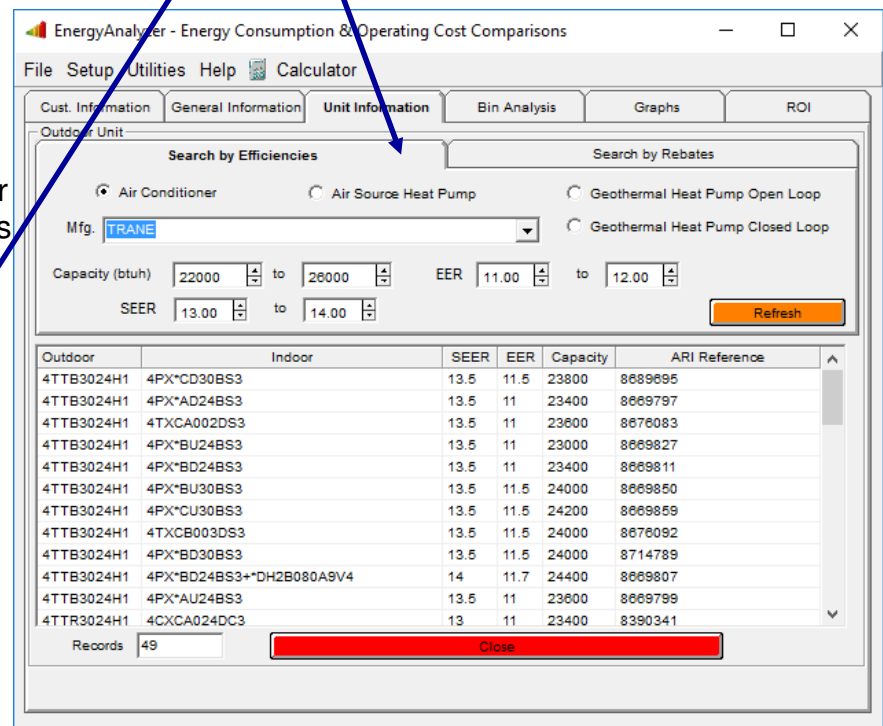 EnergyAnalyzer - Energy Consumption & Operating Cost Comparisons
File Setup Utilities Help Calculator
Cust. Information General Information Unit Information Bin Analysis Graphs ROI
Outdoor Unit
Search by Efficiencies Search by Rebates
Air Conditioner Air Source Heat Pump Geothermal Heat Pump Open Loop
r
s
Mfg. TRANE Geothermal Heat Pump Closed Loop
Capacity (btuh) 22000 to 26000 EER 11.00 to 12.00
SEER 13.00 to 14.00 Refresh
Outdoor Indoor SEER EER Capacity ARI Reference
4TTB3024H1 4PX*CD30BS3 13.5 11.5 23800 8689695
4TTB3024H1 4PX*AD24BS3 13.5 11 23400 8669797
4TTB3024H1 4TXCA002DS3 13.5 11 23600 8676083
4TTB3024H1 4PX*BU24BS3 13.5 11 23000 8669827
4TTB3024H1 4PX*BD24BS3 13.5 11 23400 8669811
4TTB3024H1 4PX*BU30BS3 13.5 11.5 24000 8669850
4TTB3024H1 4PX*CU30BS3 13.5 11.5 24200 8669859
4TTB3024H1 4TXCB003DS3 13.5 11.5 24000 8676092
4TTB3024H1 4PX*BD30BS3 13.5 11.5 24000 8714789
4TTB3024H1 4PX*BD24BS3+*DH2B080A9V4 14 11.7 24400 8669807
4TTB3024H1 4PX*AU24BS3 13.5 11 23600 8669799
4TTR3024H1 4CXCA024DC3 13 11 23400 8390341
Records 49 Close